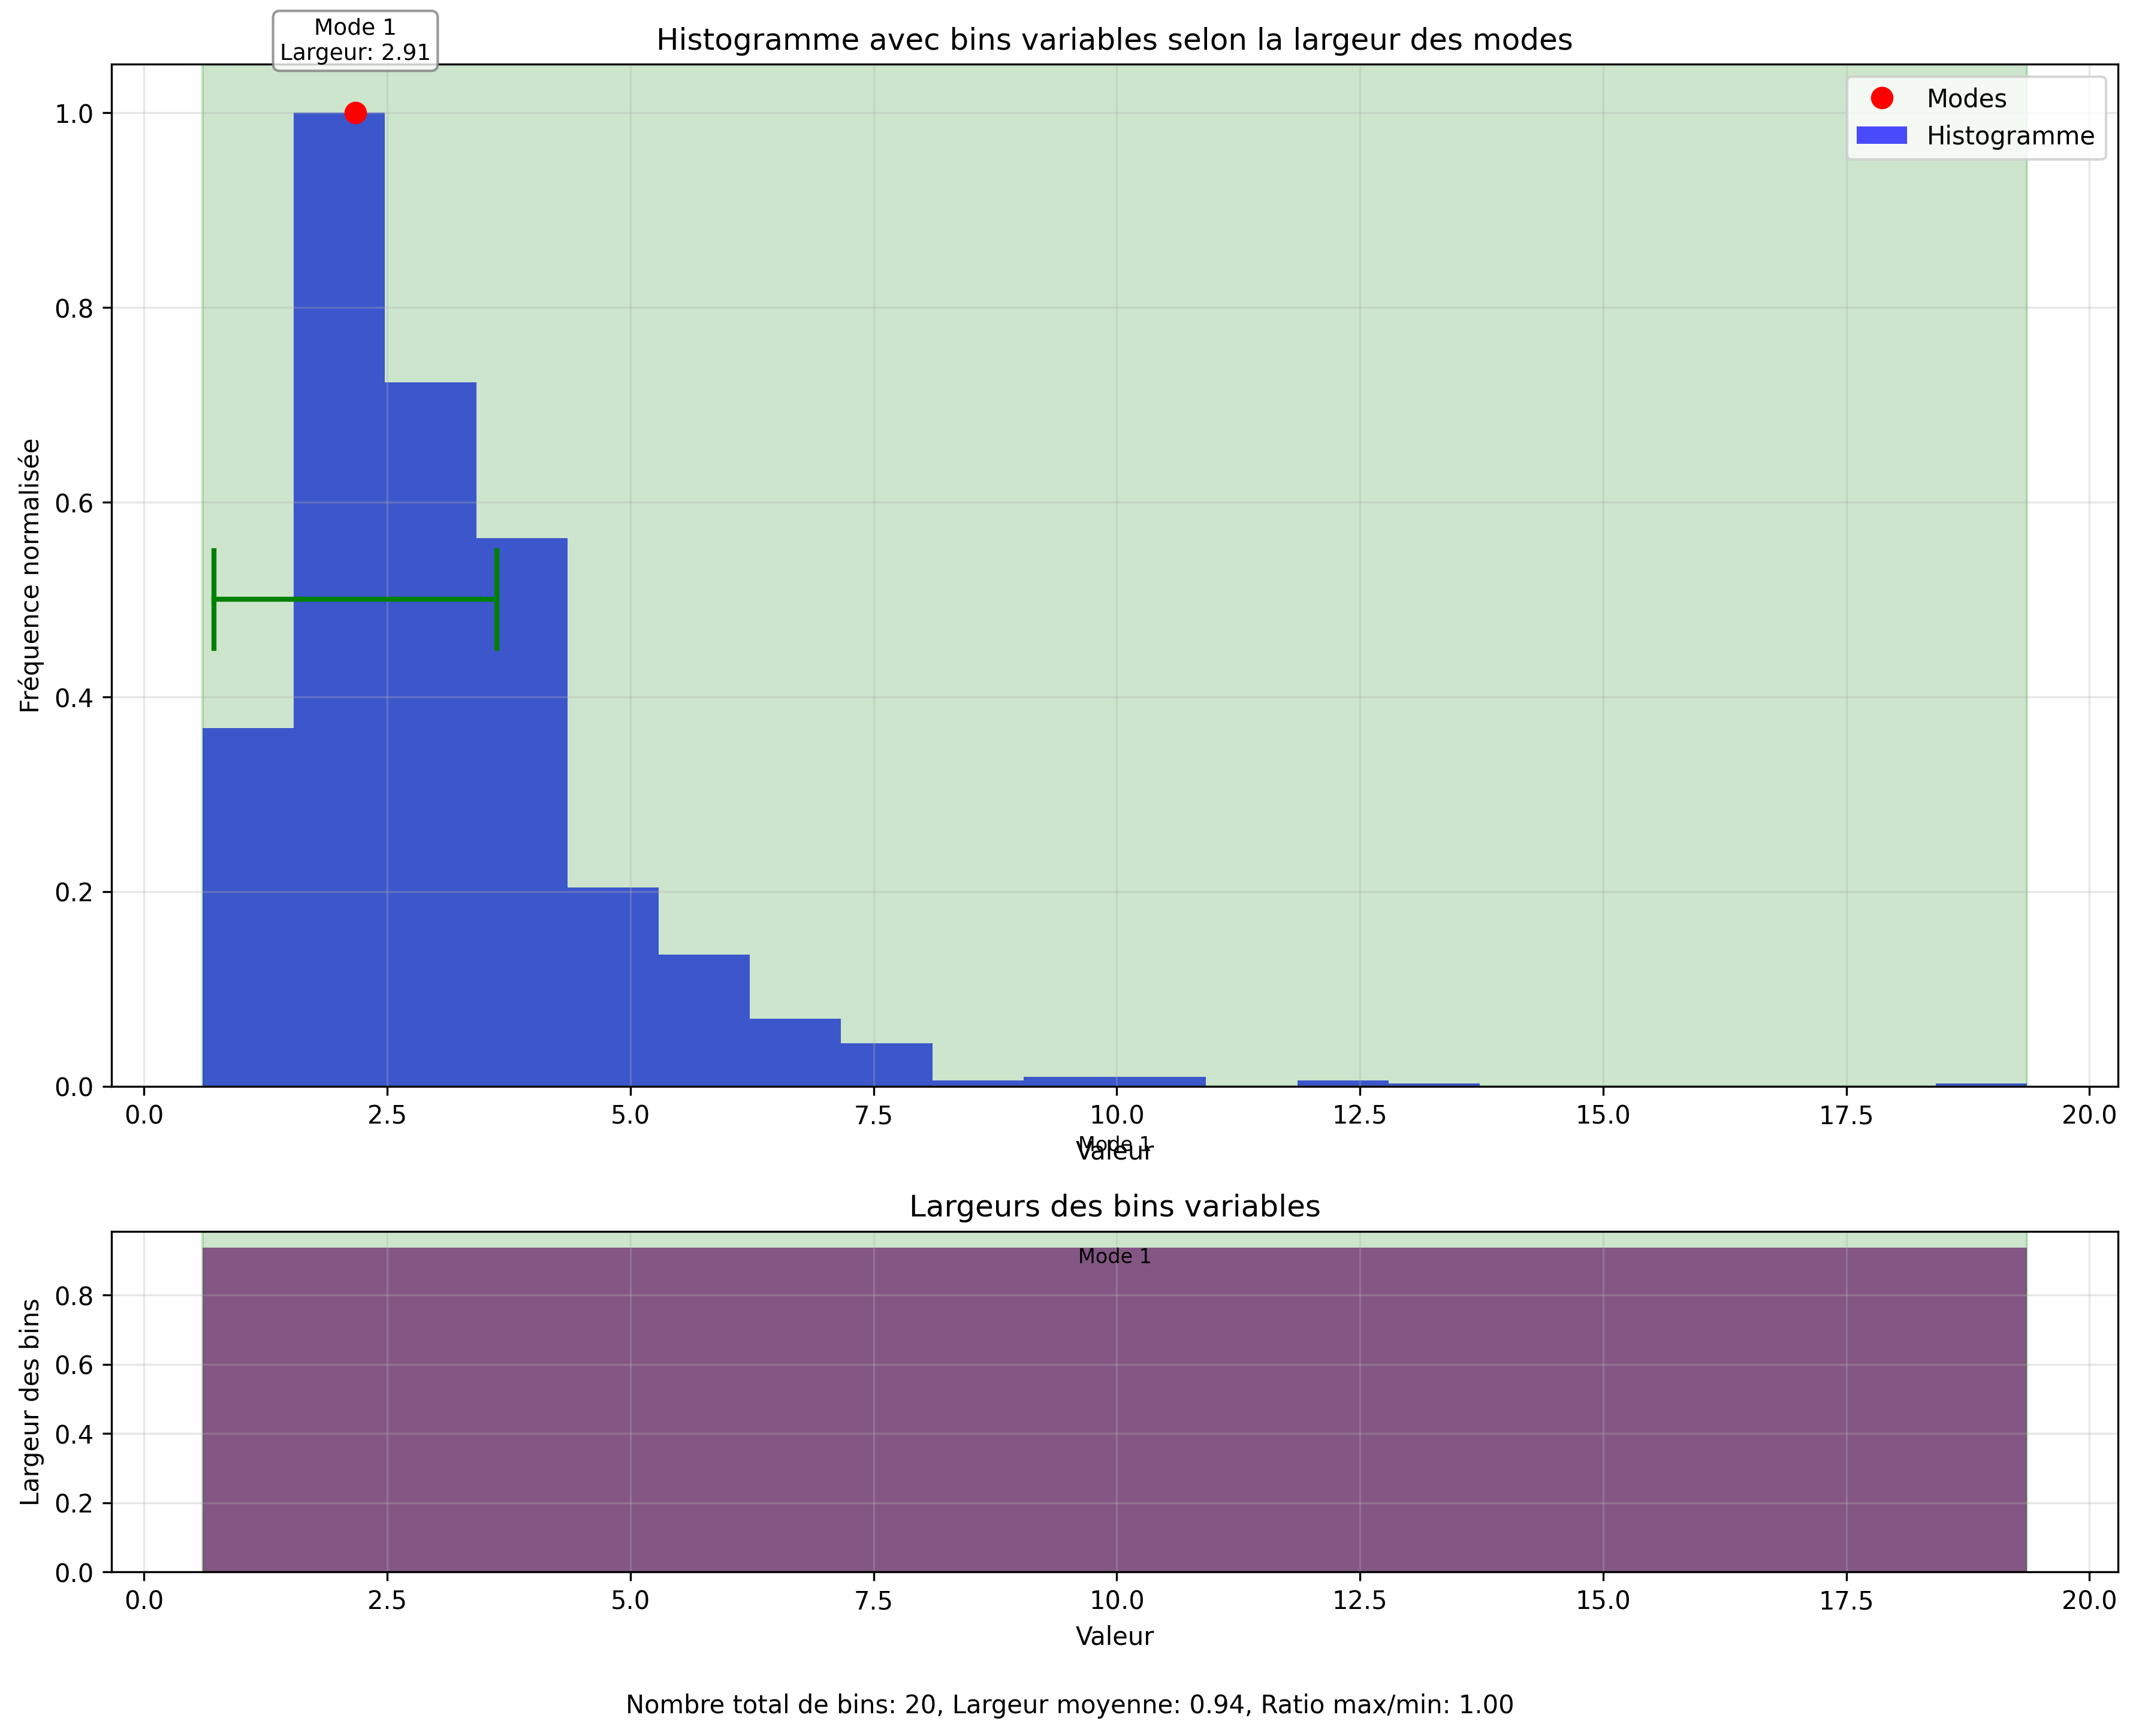 Mode 1
Largeur: 2.91
Histogramme avec bins variables selon la largeur des modes
Modes
Histogramme
Fréquence normalisée
1.0
0.8
0.6
0.4
0.2
0.0
0.0 2.5 5.0 7.5 10.0 12.5 15.0 17.5 20.0
Mode 1
Valeur
Largeurs des bins variables
Mode 1
Largeur des bins
0.8
0.6
0.4
0.2
0.0
0.0 2.5 5.0 7.5 10.0 12.5 15.0 17.5 20.0
Valeur
Nombre total de bins: 20, Largeur moyenne: 0.94, Ratio max/min: 1.00